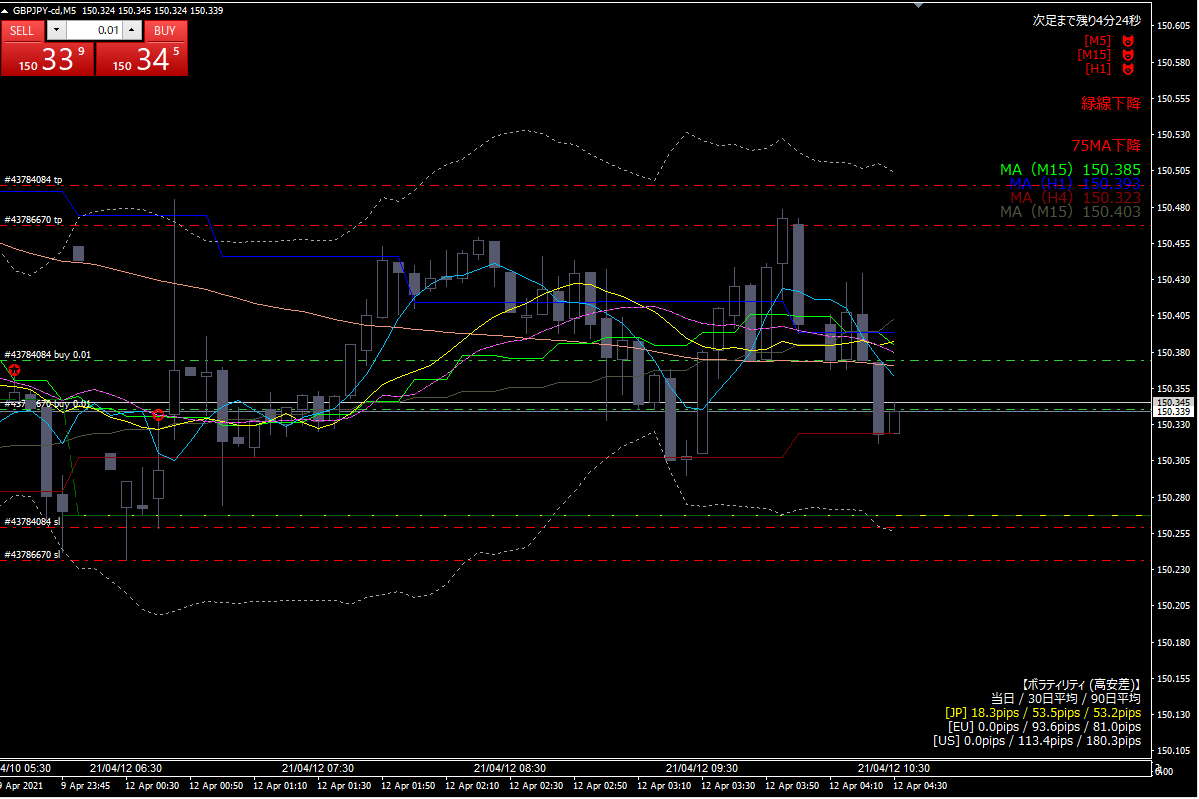 GBPJPY-cd,M5 150.324 150.345 150.324 150.339
SELL 0.01 BUY
150 33 9 150 34 5
次足まで残り4分24秒
[M5]
[M15]
[H1]
緑線下降
75MA下降
MA (M15) 150.385
MA (H1) 150.393
MA (H4) 150.323
MA (M15) 150.403
#43784084 tp
#43786670 tp
#43784084 buy 0.01
#43786670 buy 0.01
#43784084 sl
#43786670 sl
150.605
150.580
150.555
150.530
150.505
150.480
150.455
150.430
150.405
150.380
150.355
150.345
150.339
150.330
150.305
150.280
150.255
150.230
150.205
150.180
150.155
150.130
150.105
【ボラティリティ (高安差)】
当日 / 30日平均 / 90日平均
[JP] 18.3pips / 53.5pips / 53.2pips
[EU] 0.0pips / 93.6pips / 81.0pips
[US] 0.0pips / 113.4pips / 180.3pips
4/10 05:30 21/04/12 06:30 21/04/12 07:30 21/04/12 08:30 21/04/12 09:30 21/04/12 10:30
9 Apr 2021 9 Apr 23:45 12 Apr 00:30 12 Apr 00:50 12 Apr 01:10 12 Apr 01:30 12 Apr 01:50 12 Apr 02:10 12 Apr 02:30 12 Apr 02:50 12 Apr 03:10 12 Apr 03:30 12 Apr 03:50 12 Apr 04:10 12 Apr 04:30